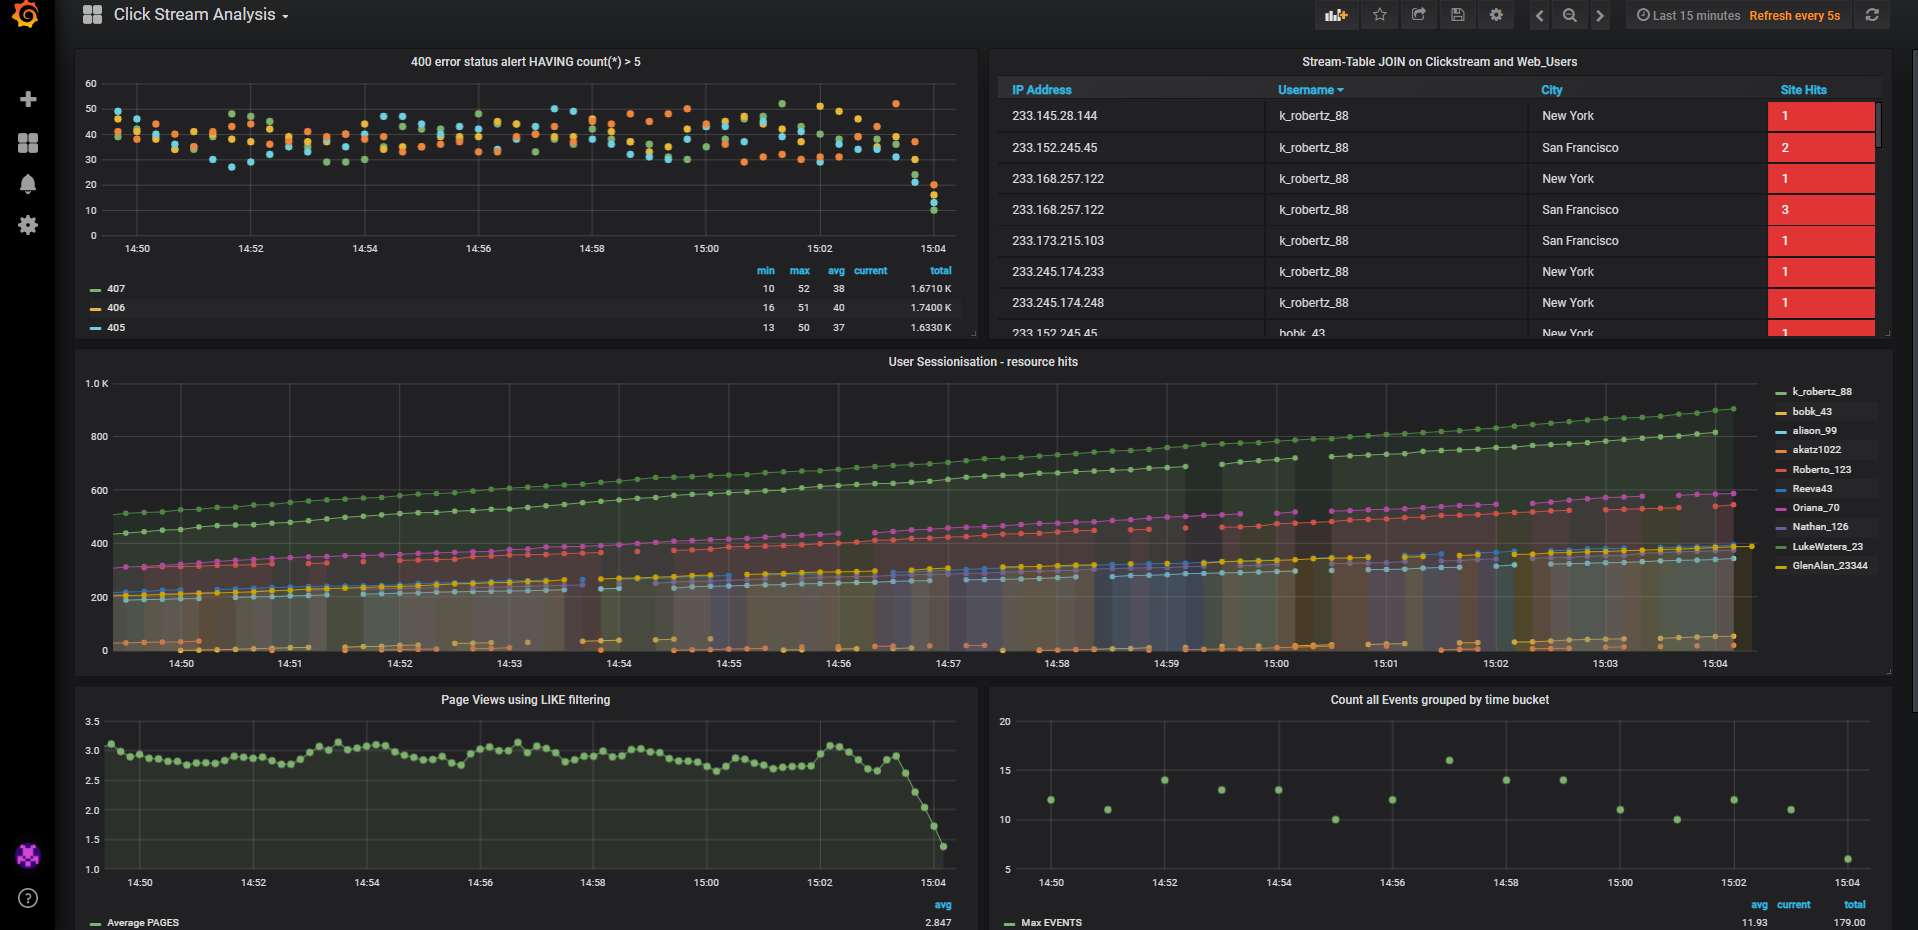 Click Stream Analysis
Last 15 minutes Refresh every 5s
400 error status alert HAVING count(*) > 5
60
50
40
30
20
10
0
14:50 14:52 14:54 14:56 14:58 15:00 15:02 15:04
min max avg current total
407 10 52 38 1.6710 K
406 16 51 40 1.7400 K
405 13 50 37 1.6330 K
Stream-Table JOIN on Clickstream and Web_Users
IP Address Username City Site Hits
233.145.28.144 k_robertz_88 New York 1
233.152.245.45 k_robertz_88 San Francisco 2
233.168.257.122 k_robertz_88 New York 1
233.168.257.122 k_robertz_88 San Francisco 3
233.173.215.103 k_robertz_88 San Francisco 1
233.245.174.233 k_robertz_88 New York 1
233.245.174.248 k_robertz_88 New York 1
233.152.245.45 bobk_43 New York 1
User Sessionisation - resource hits
1.0 K
800
600
400
200
0
14:50 14:51 14:52 14:53 14:54 14:55 14:56 14:57 14:58 14:59 15:00 15:01 15:02 15:03 15:04
k_robertz_88
bobk_43
alison_99
akatz1022
Roberto_123
Reeva43
Oriana_70
Nathan_126
LukeWaters_23
GlenAlan_23344
Page Views using LIKE filtering
3.5
3.0
2.5
2.0
1.5
1.0
14:50 14:52 14:54 14:56 14:58 15:00 15:02 15:04
avg
Average PAGES 2.847
Count all Events grouped by time bucket
20
15
10
5
14:50 14:52 14:54 14:56 14:58 15:00 15:02 15:04
avg current total
Max EVENTS 11.93 179.00